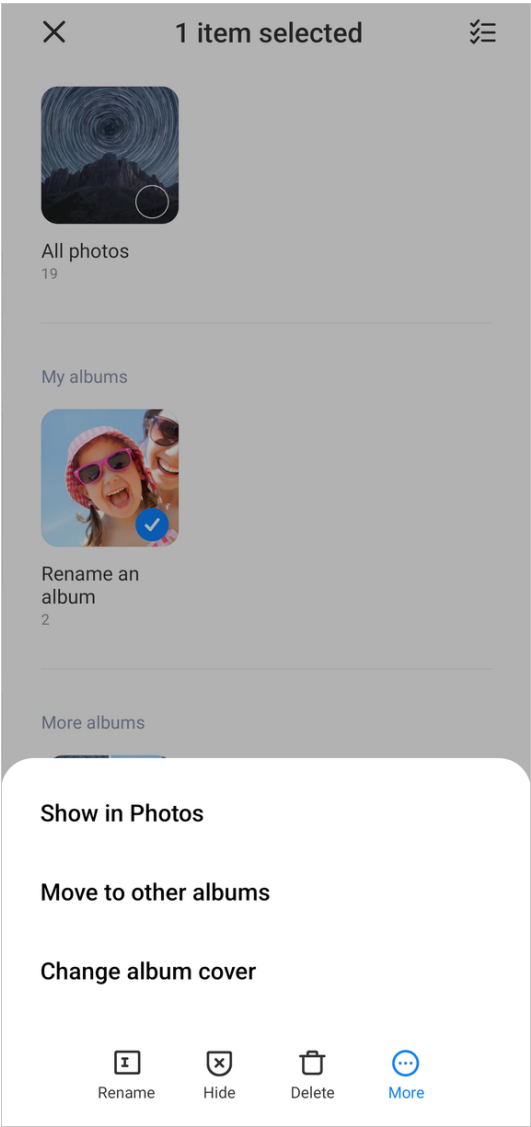 1 item selected
All photos
19
My albums
Rename an
album
2
More albums
Show in Photos
Move to other albums
Change album cover
Rename
Hide
Delete
More